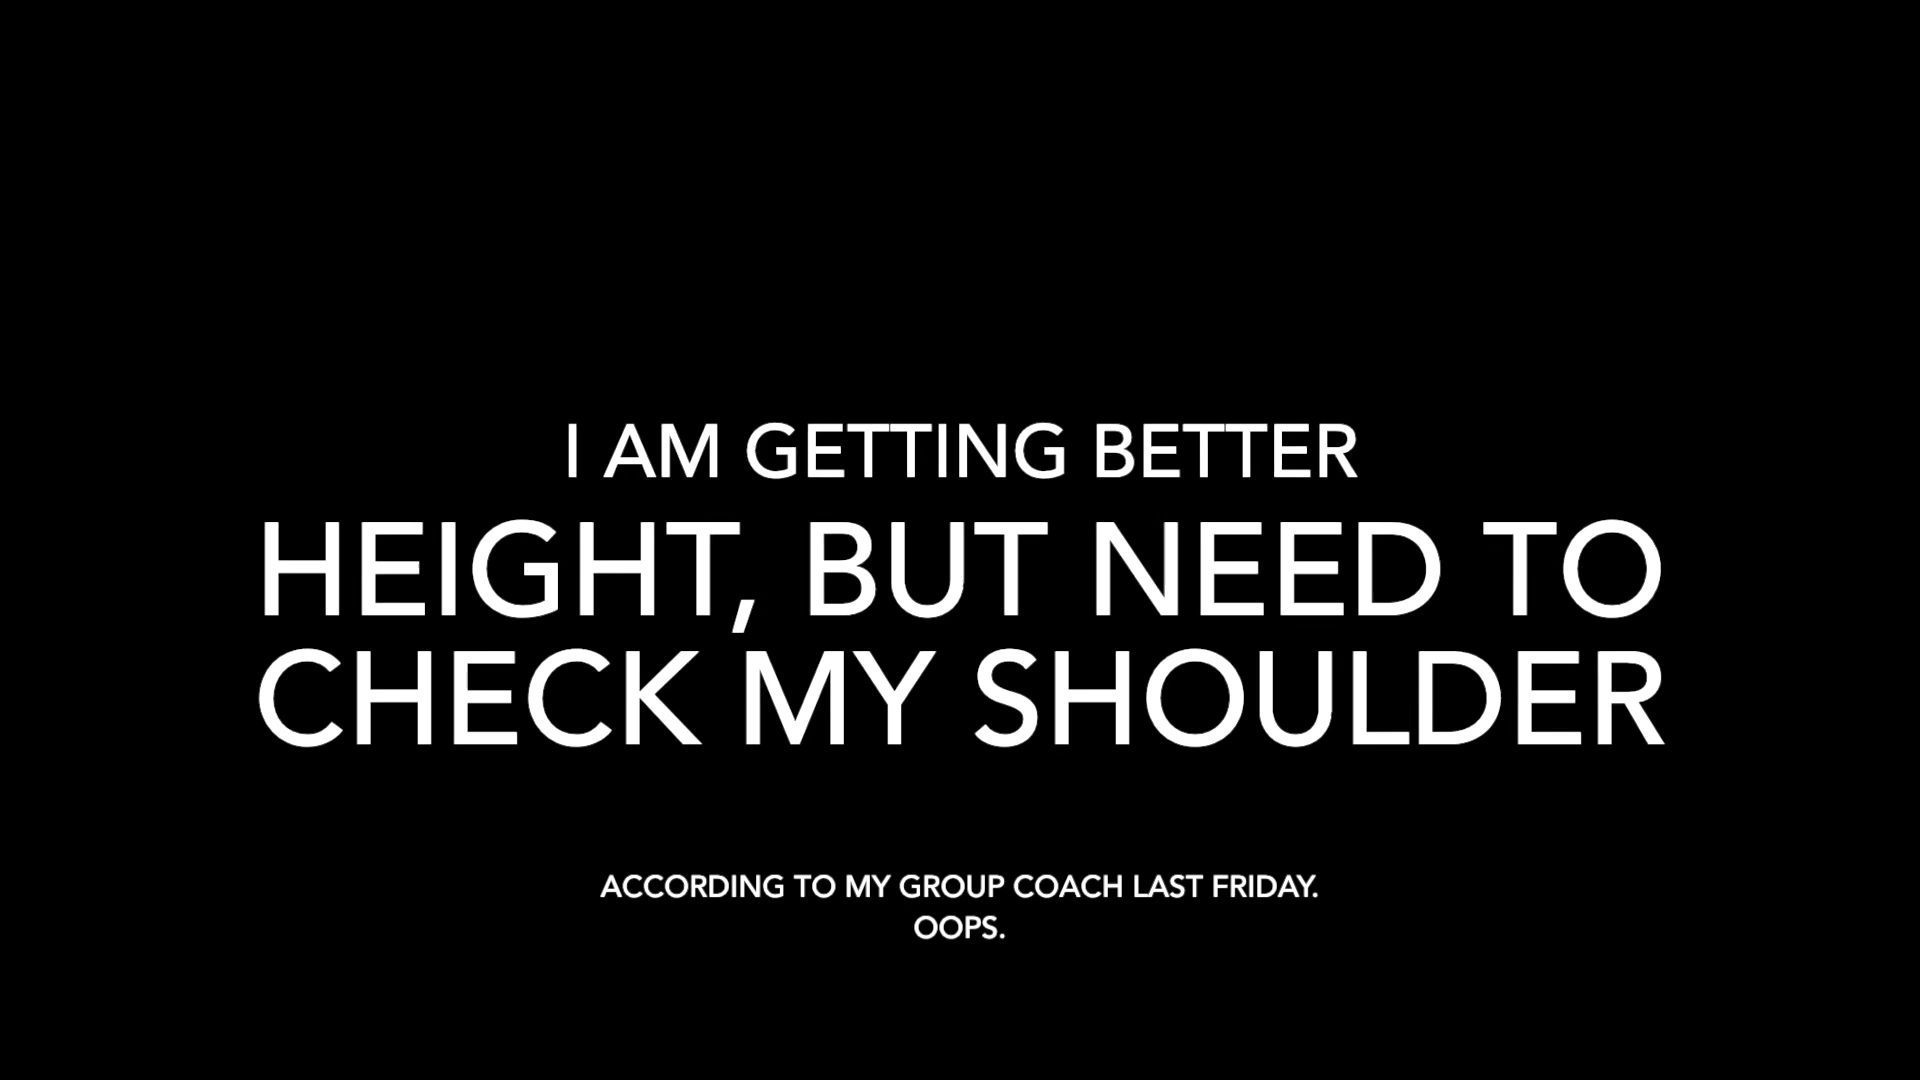 I AM GETTING BETTER
HEIGHT, BUT NEED TO
CHECK MY SHOULDER
ACCORDING TO MY GROUP COACH LAST FRIDAY.
OOPS.